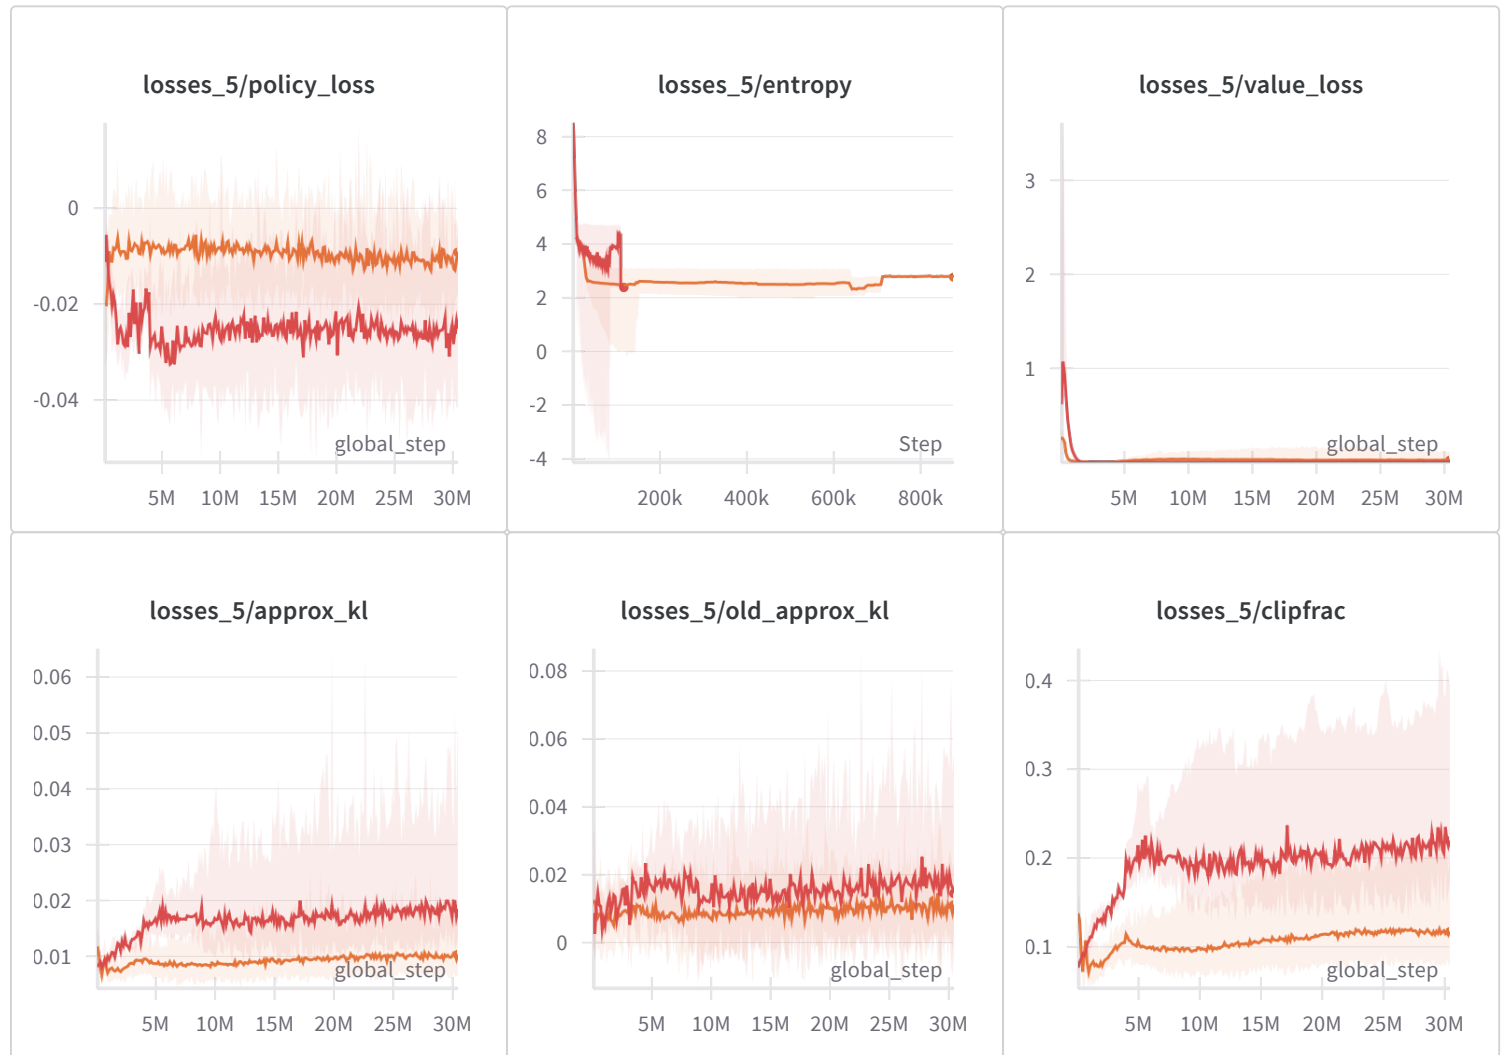 losses_5/policy_loss
0
-0.02
-0.04
global_step
5M 10M 15M 20M 25M 30M
losses_5/entropy
8
6
4
2
0
-2
-4
Step
200k 400k 600k 800k
losses_5/value_loss
3
2
1
global_step
5M 10M 15M 20M 25M 30M
losses_5/approx_kl
0.06
0.05
0.04
0.03
0.02
0.01
global_step
5M 10M 15M 20M 25M 30M
losses_5/old_approx_kl
0.08
0.06
0.04
0.02
0
global_step
5M 10M 15M 20M 25M 30M
losses_5/clipfrac
0.4
0.3
0.2
0.1
global_step
5M 10M 15M 20M 25M 30M